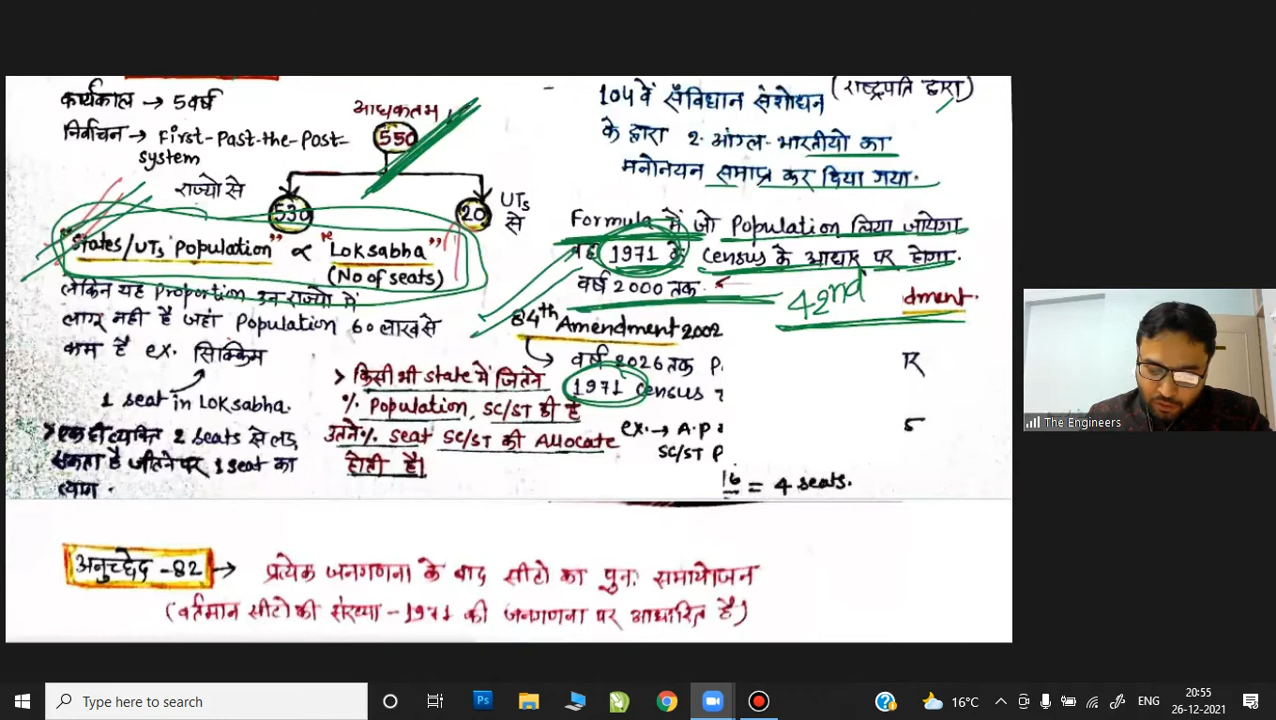 कार्यकाल → 5 वर्ष
निर्वाचन → First-Past-the-Post-
system
अधिकतम
550
राज्यो से
530
20
UTs
से
"States/UTs Population" ∝ "Loksabha"
(No of seats)
लेकिन यह Proportion उन राज्यो में
लागू नही है जहां Population 60 लाख से
कम है ex. सिक्किम
1 seat in Loksabha.
> एक ही व्यक्ति 2 seats से लड़
सकता है जीतने पर 1 seat का
त्याग.
> किसी भी state में जितने
% Population, SC/ST की है
उतने % seat SC/ST को Allocate
होती है।
104 वें संविधान संशोधन (राष्ट्रपति द्वारा)
के द्वारा 2 आंग्ल-भारतीयो का
मनोनयन समाप्त कर दिया गया.
Formula में जो Population लिया जायेगा
वह 1971 के Census के आधार पर होगा.
वर्ष 2000 तक.
42nd
dment.
84th Amendment 2002
वर्ष 2026 तक P.
1971 Census
ex. → A.P
SC/ST P
16 = 4 seats.
अनुच्छेद - 82 → प्रत्येक जनगणना के बाद सीटो का पुनः समायोजन
(वर्तमान सीटो की संख्या - 1971 की जनगणना पर आधारित है)
The Engineers
Type here to search
16°C
ENG
20:55
26-12-2021